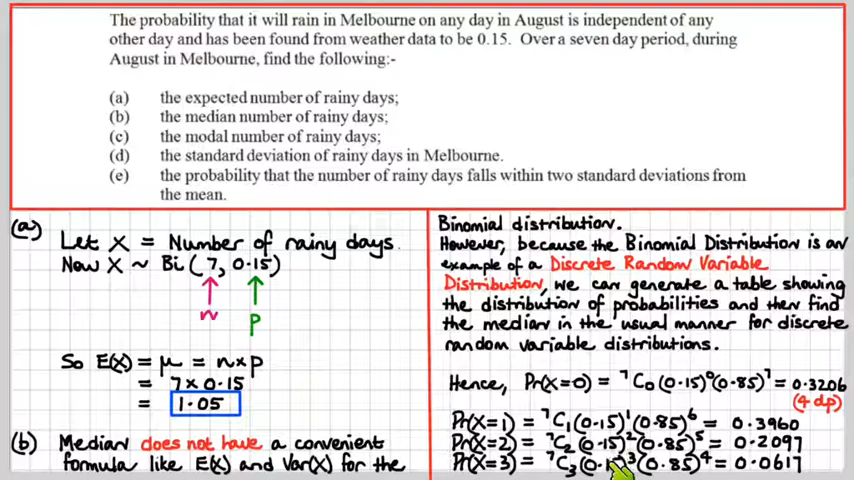 The probability that it will rain in Melbourne on any day in August is independent of any
other day and has been found from weather data to be 0.15. Over a seven day period, during
August in Melbourne, find the following:-
(a) the expected number of rainy days;
(b) the median number of rainy days;
(c) the modal number of rainy days;
(d) the standard deviation of rainy days in Melbourne.
(e) the probability that the number of rainy days falls within two standard deviations from
the mean.
(a) Let X = Number of rainy days.
Now X ~ Bi (7, 0.15)
n
p
So E(X) = μ = n×p
= 7 × 0.15
= 1.05
(b) Median does not have a convenient
formula like E(X) and Var(X) for the
Binomial distribution.
However, because the Binomial Distribution is an
example of a Discrete Random Variable
Distribution, we can generate a table showing
the distribution of probabilities and then find
the median in the usual manner for discrete
random variable distributions.
Hence, Pr(X=0) = ⁷C₀ (0.15)⁰(0.85)⁷ = 0.3206
(4 dp)
Pr(X=1) = ⁷C₁ (0.15)¹(0.85)⁶ = 0.3960
Pr(X=2) = ⁷C₂ (0.15)²(0.85)⁵ = 0.2097
Pr(X=3) = ⁷C₃ (0.15)³(0.85)⁴ = 0.0617